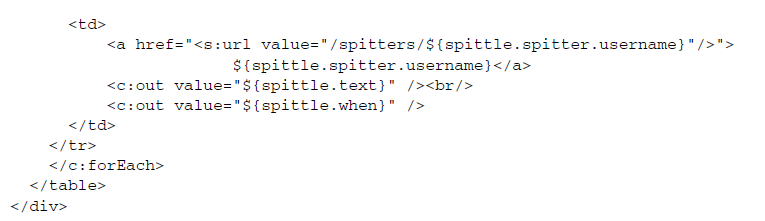 <td>
<a href="<s:url value="/spitters/${spittle.spitter.username}"/>">
${spittle.spitter.username}</a>
<c:out value="${spittle.text}" /><br/>
<c:out value="${spittle.when}" />
</td>
</tr>
</c:forEach>
</table>
</div>